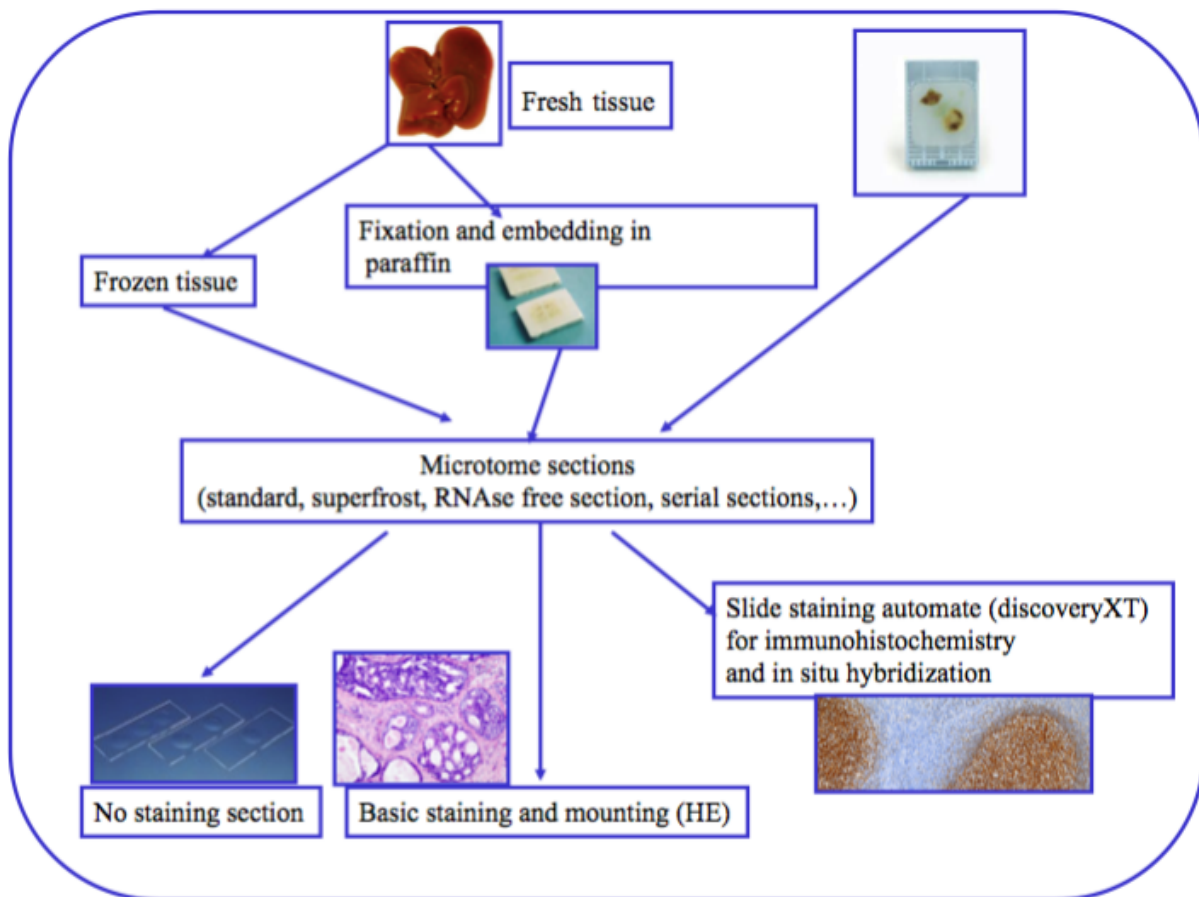 Fresh tissue
Fixation and embedding in
paraffin
Frozen tissue
Microtome sections
(standard, superfrost, RNAse free section, serial sections,…)
Slide staining automate (discoveryXT)
for immunohistochemistry
and in situ hybridization
No staining section
Basic staining and mounting (HE)